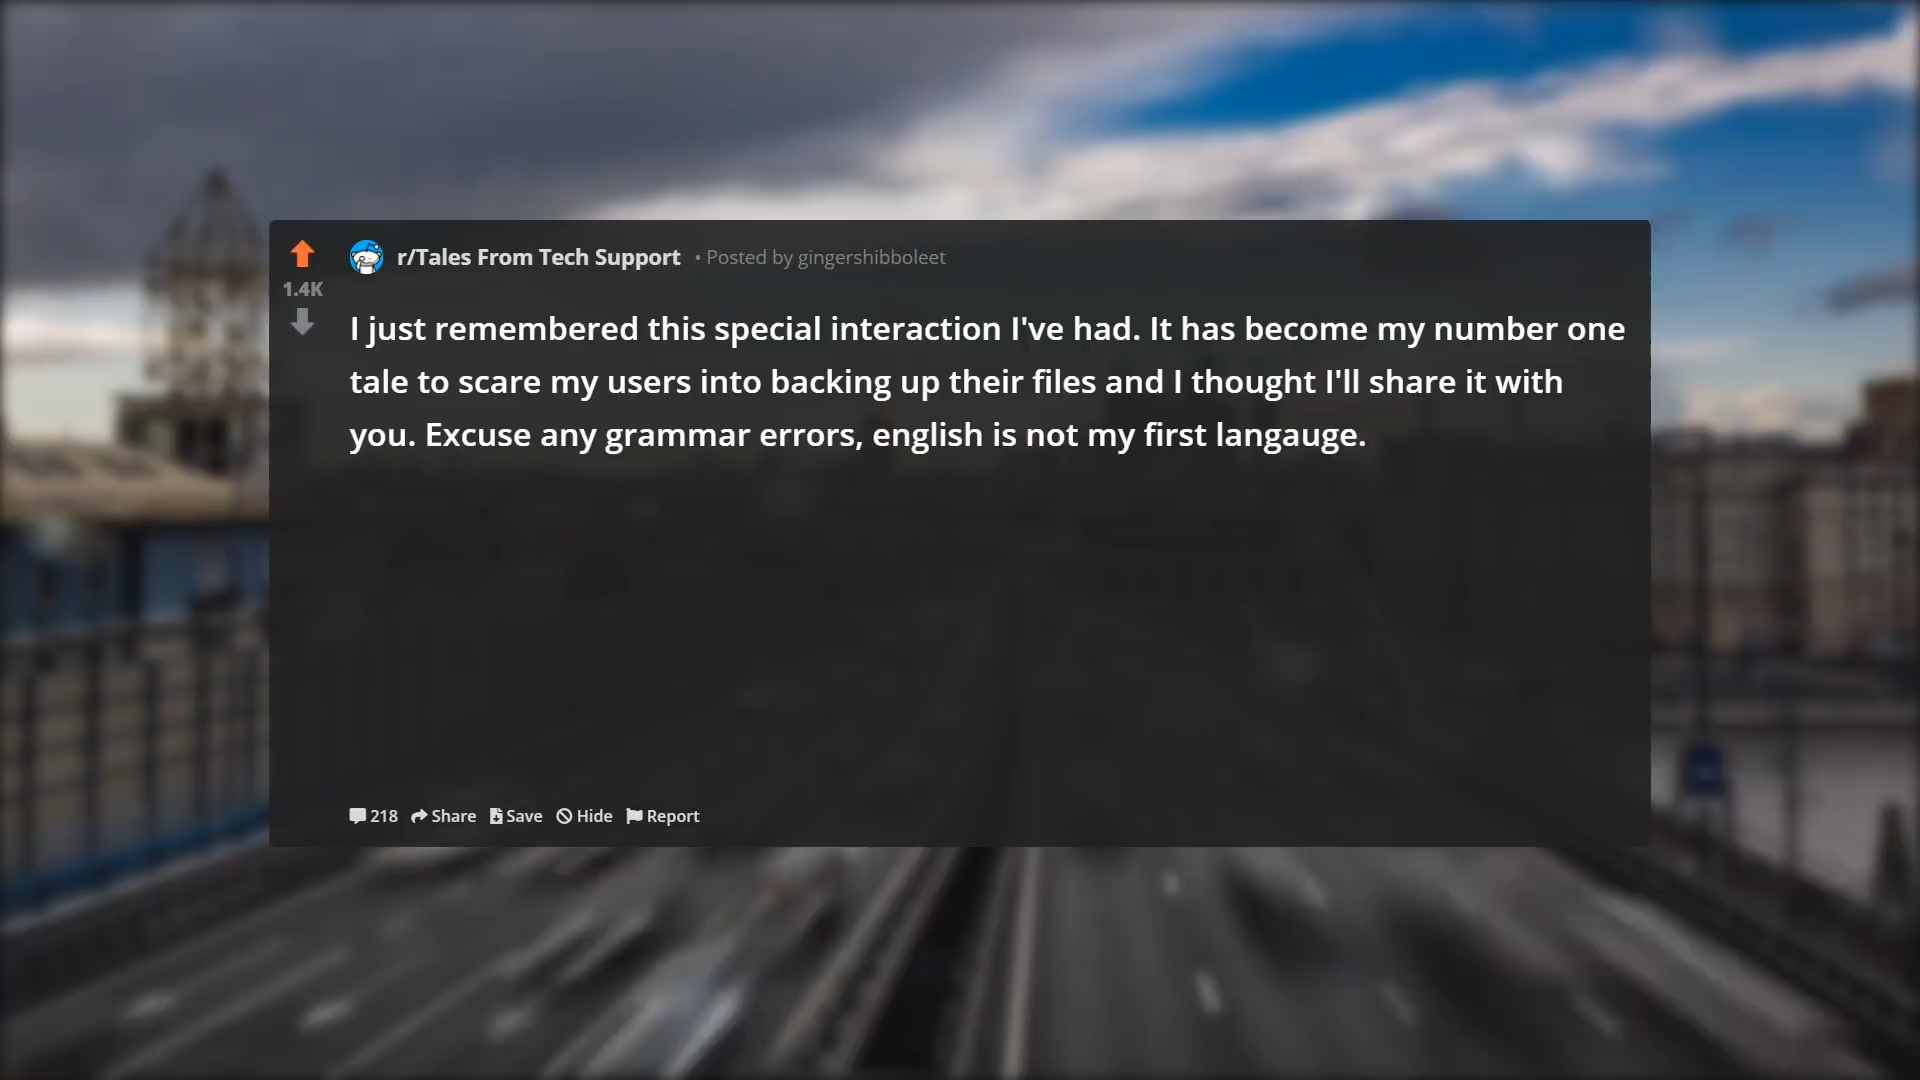 r/Tales From Tech Support • Posted by gingershibboleet
1.4K
I just remembered this special interaction I've had. It has become my number one
tale to scare my users into backing up their files and I thought I'll share it with
you. Excuse any grammar errors, english is not my first langauge.
218 Share Save Hide Report